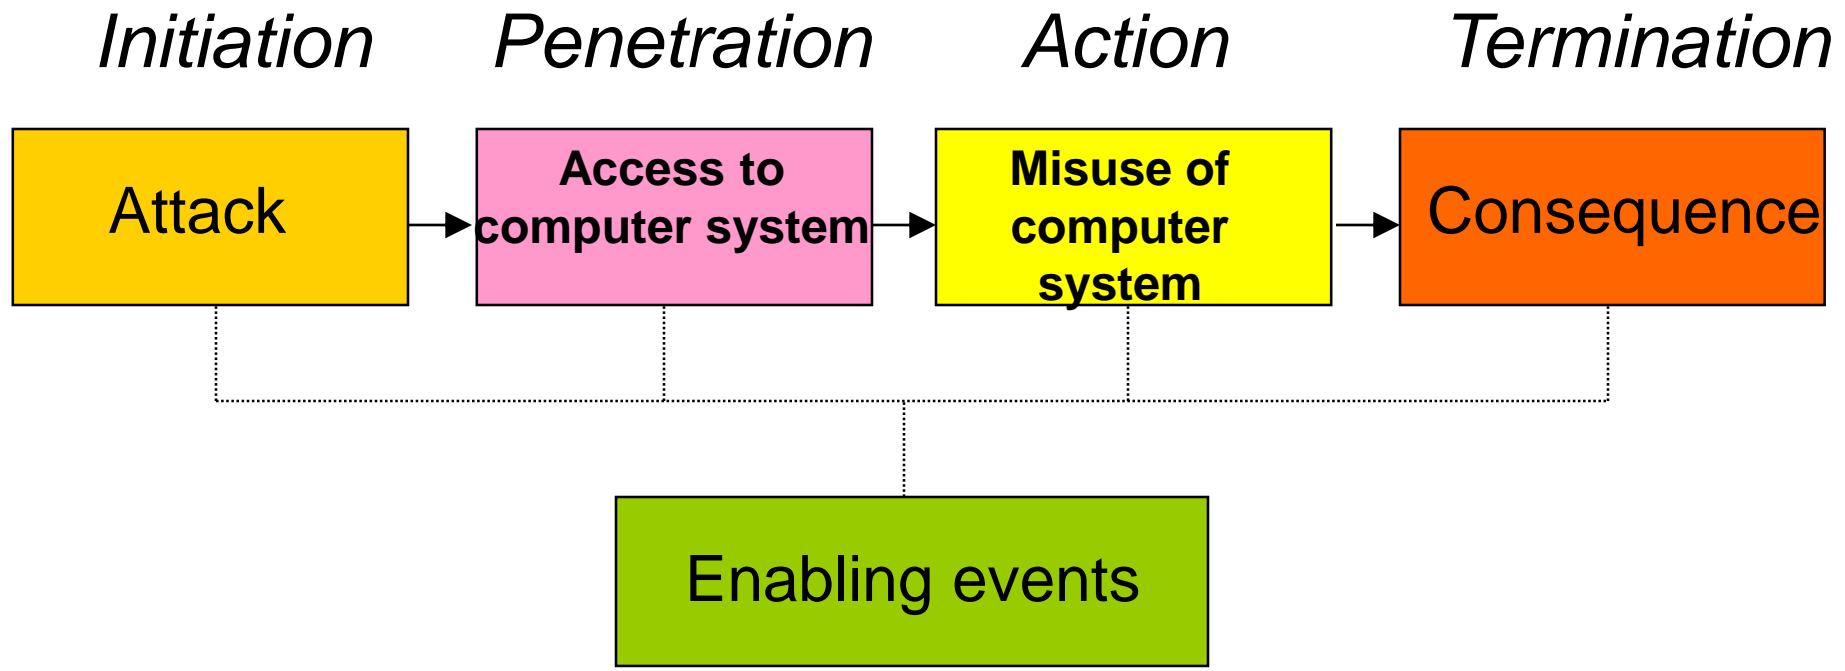 Initiation
Penetration
Action
Termination
Attack
Access to
computer system
Misuse of
computer
system
Consequence
Enabling events